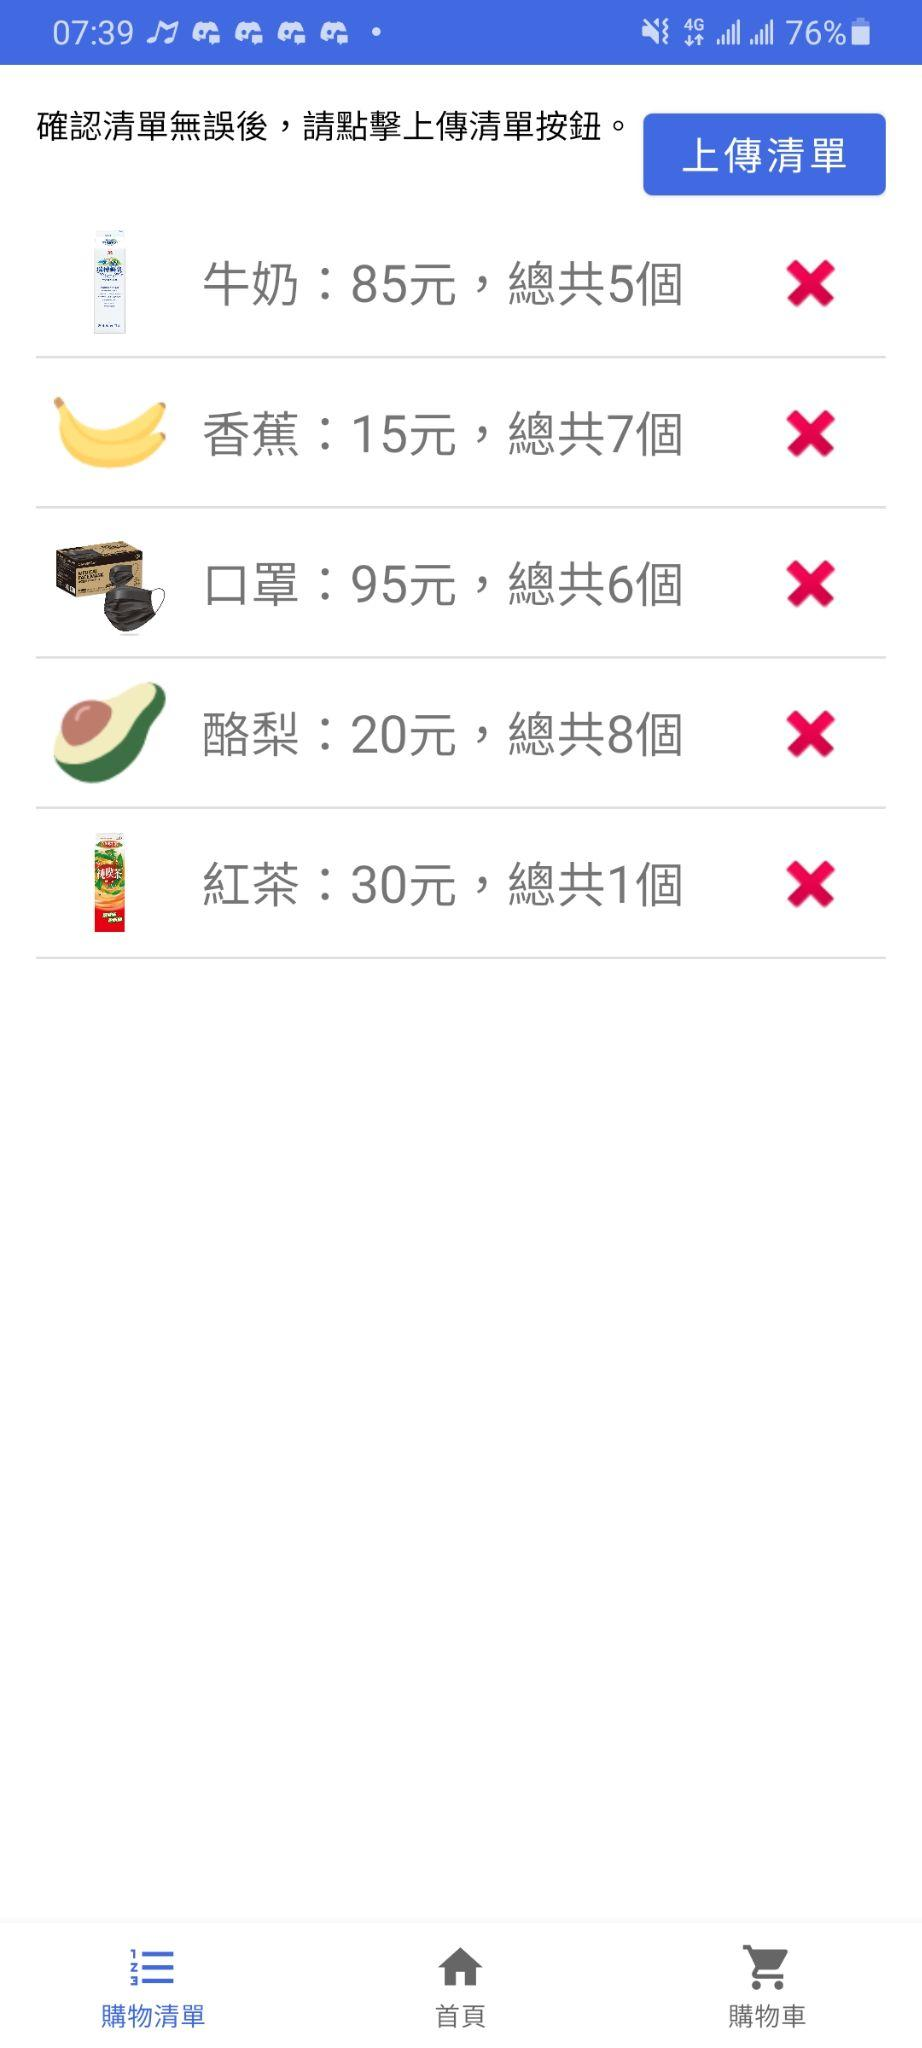 07:39
4G
76%
確認清單無誤後，請點擊上傳清單按鈕。
上傳清單
牛奶：85元，總共5個
香蕉：15元，總共7個
口罩：95元，總共6個
酪梨：20元，總共8個
紅茶：30元，總共1個
購物清單
首頁
購物車